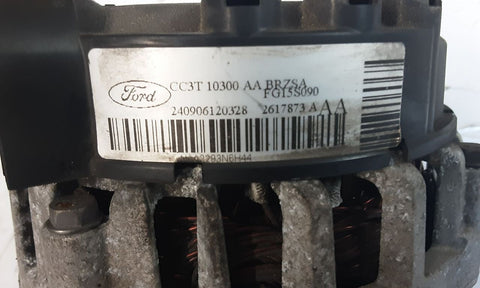 Ford
CC3T 10300 AA BRZSA
FG15S090
240906120328 2617873 A AA